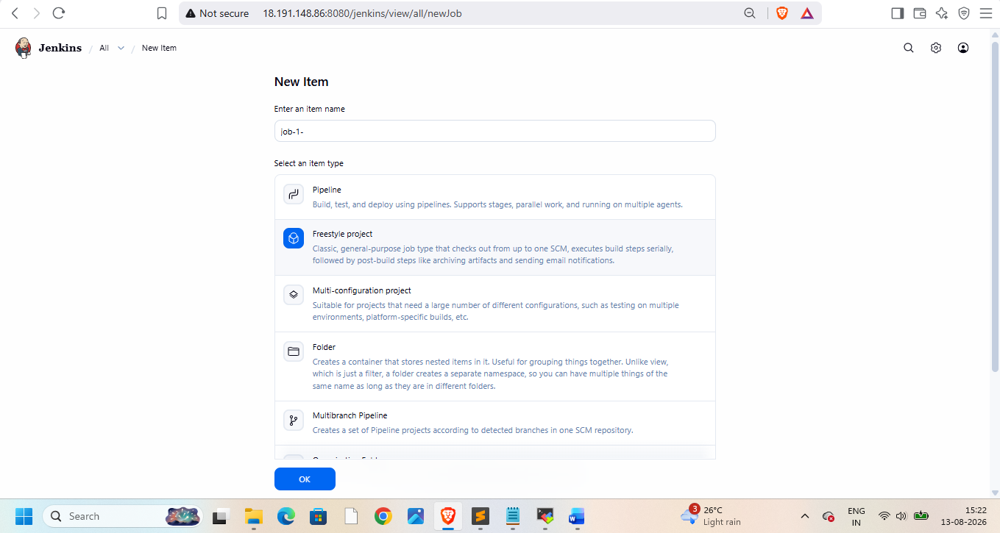 Not secure 18.191.148.86:8080/jenkins/view/all/newJob
Jenkins / All / New Item
New Item
Enter an item name
job-1-
Select an item type
Pipeline
Build, test, and deploy using pipelines. Supports stages, parallel work, and running on multiple agents.
Freestyle project
Classic, general-purpose job type that checks out from up to one SCM, executes build steps serially,
followed by post-build steps like archiving artifacts and sending email notifications.
Multi-configuration project
Suitable for projects that need a large number of different configurations, such as testing on multiple
environments, platform-specific builds, etc.
Folder
Creates a container that stores nested items in it. Useful for grouping things together. Unlike view,
which is just a filter, a folder creates a separate namespace, so you can have multiple things of the
same name as long as they are in different folders.
Multibranch Pipeline
Creates a set of Pipeline projects according to detected branches in one SCM repository.
OK
Search
3
26°C
Light rain
ENG
IN
15:22
13-08-2026